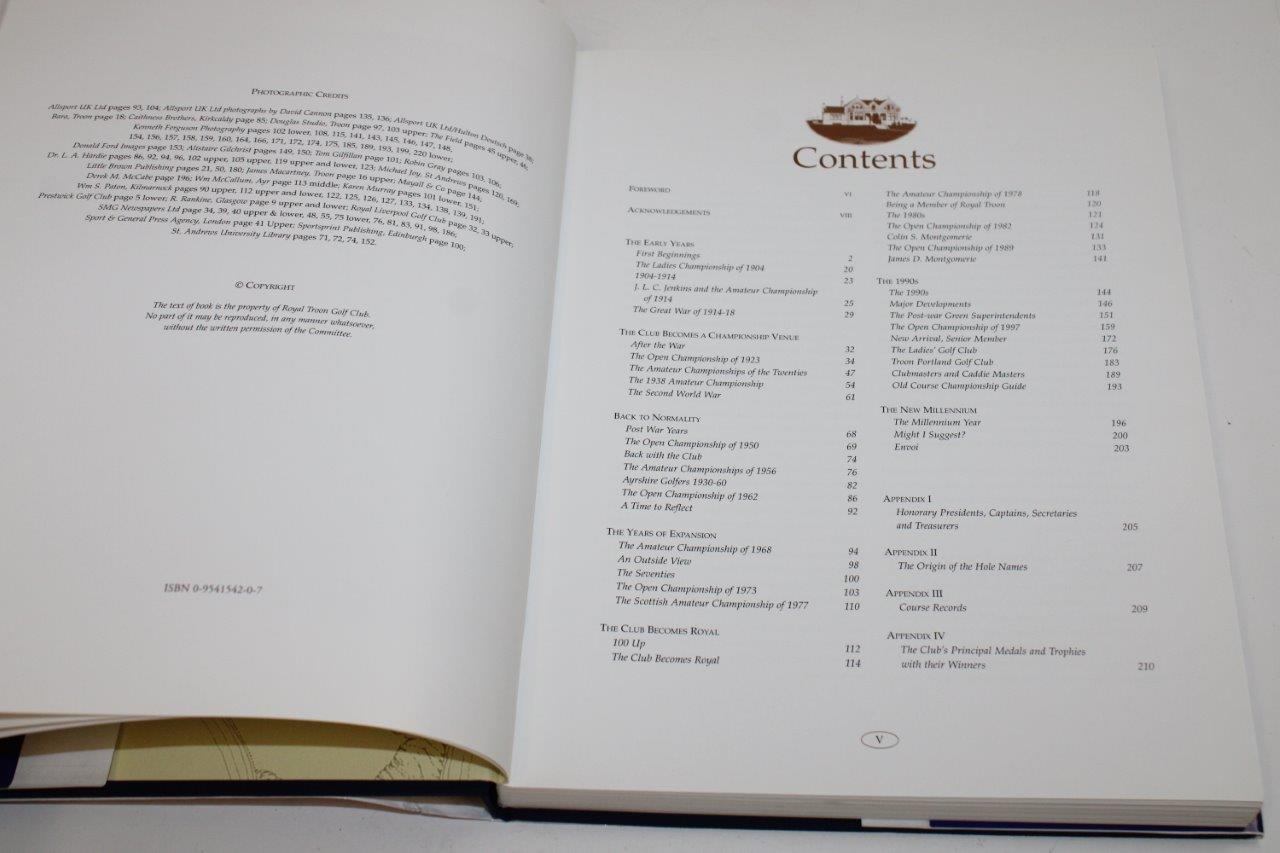 PHOTOGRAPHIC CREDITS
Allsport UK Ltd pages 93, 104; Allsport UK Ltd photographs by David Cannon pages 135, 136; Allsport UK Ltd/Hulton Deutsch page 38;
Bara, Troon page 18; Caithness Brothers, Kirkcaldy page 85; Douglas Studio, Troon page 97, 103 upper; The Field pages 45 upper, 46;
Kenneth Ferguson Photography pages 102 lower, 108, 115, 141, 143, 145, 146, 147, 148,
154, 156, 157, 158, 159, 160, 164, 166, 171, 172, 174, 175, 185, 189, 193, 199, 220 lower;
Donald Ford Images page 153; Alistaire Gilchrist pages 149, 150; Tom Gilfillan page 101; Robin Gray pages 103, 106;
Dr. L. A. Hardie pages 86, 92, 94, 96, 102 upper, 105 upper, 119 upper and lower, 123; Michael Joy, St Andrews pages 126, 169;
Little Brown Publishing pages 21, 50, 180; James Macartney, Troon page 16 upper; Mayall & Co page 144;
Derek M. McCabe page 196; Wm McCallum, Ayr page 113 middle; Karen Murray pages 101 lower, 151;
Wm S. Paton, Kilmarnock pages 90 upper, 112 upper and lower, 122, 125, 126, 127, 133, 134, 138, 139, 191;
Prestwick Golf Club page 5 lower; R. Rankine, Glasgow page 9 upper and lower; Royal Liverpool Golf Club page 32, 33 upper;
SMG Newspapers Ltd page 34, 39, 40 upper & lower, 48, 55, 75 lower, 76, 81, 83, 91, 98, 186;
Sport & General Press Agency, London page 41 Upper; Sportsprint Publishing, Edinburgh page 100;
St. Andrews University Library pages 71, 72, 74, 152.
© COPYRIGHT
The text of book is the property of Royal Troon Golf Club.
No part of it may be reproduced, in any manner whatsoever,
without the written permission of the Committee.
ISBN 0-9541542-0-7
Contents
FOREWORD vi
ACKNOWLEDGEMENTS viii
THE EARLY YEARS
First Beginnings 2
The Ladies Championship of 1904 20
1904-1914 23
J. L. C. Jenkins and the Amateur Championship
of 1914 25
The Great War of 1914-18 29
THE CLUB BECOMES A CHAMPIONSHIP VENUE
After the War 32
The Open Championship of 1923 34
The Amateur Championships of the Twenties 47
The 1938 Amateur Championship 54
The Second World War 61
BACK TO NORMALITY
Post War Years 68
The Open Championship of 1950 69
Back with the Club 74
The Amateur Championships of 1956 76
Ayrshire Golfers 1930-60 82
The Open Championship of 1962 86
A Time to Reflect 92
THE YEARS OF EXPANSION
The Amateur Championship of 1968 94
An Outside View 98
The Seventies 100
The Open Championship of 1973 103
The Scottish Amateur Championship of 1977 110
THE CLUB BECOMES ROYAL
100 Up 112
The Club Becomes Royal 114
The Amateur Championship of 1978 118
Being a Member of Royal Troon 120
The 1980s 121
The Open Championship of 1982 124
Colin S. Montgomerie 131
The Open Championship of 1989 133
James D. Montgomerie 141
THE 1990S
The 1990s 144
Major Developments 146
The Post-war Green Superintendents 151
The Open Championship of 1997 159
New Arrival, Senior Member 172
The Ladies' Golf Club 176
Troon Portland Golf Club 183
Clubmasters and Caddie Masters 189
Old Course Championship Guide 193
THE NEW MILLENNIUM
The Millennium Year 196
Might I Suggest? 200
Envoi 203
APPENDIX I
Honorary Presidents, Captains, Secretaries
and Treasurers 205
APPENDIX II
The Origin of the Hole Names 207
APPENDIX III
Course Records 209
APPENDIX IV
The Club's Principal Medals and Trophies
with their Winners 210
V